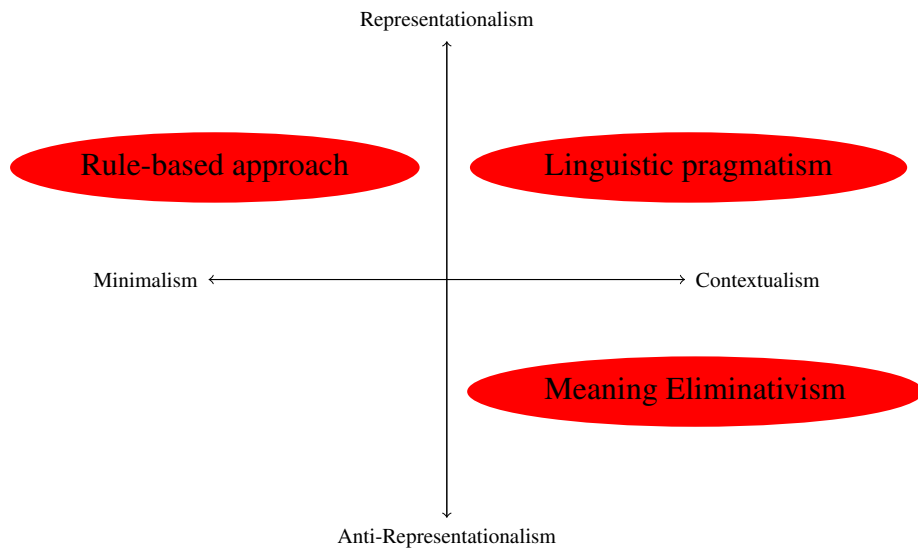 Representationalism
Rule-based approach
Linguistic pragmatism
Minimalism
Contextualism
Meaning Eliminativism
Anti-Representationalism